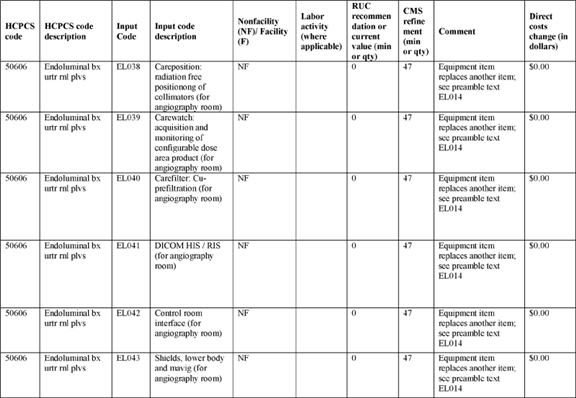 HCPCS code | HCPCS code description | Input Code | Input code description | Nonfacility (NF)/ Facility (F) | Labor activity (where applicable) | RUC recommen dation or current value (min or qty) | CMS refine ment (min or qty) | Comment | Direct costs change (in dollars)
50606 | Endoluminal bx urtr rnl plvs | EL038 | Careposition: radiation free positionong of collimators (for angiography room) | NF | | 0 | 47 | Equipment item replaces another item; see preamble text EL014 | $0.00
50606 | Endoluminal bx urtr rnl plvs | EL039 | Carewatch: acquisition and monitoring of configurable dose area product (for angiography room) | NF | | 0 | 47 | Equipment item replaces another item; see preamble text EL014 | $0.00
50606 | Endoluminal bx urtr rnl plvs | EL040 | Carefilter: Cu-prefiltration (for angiography room) | NF | | 0 | 47 | Equipment item replaces another item; see preamble text EL014 | $0.00
50606 | Endoluminal bx urtr rnl plvs | EL041 | DICOM HIS / RIS (for angiography room) | NF | | 0 | 47 | Equipment item replaces another item; see preamble text EL014 | $0.00
50606 | Endoluminal bx urtr rnl plvs | EL042 | Control room interface (for angiography room) | NF | | 0 | 47 | Equipment item replaces another item; see preamble text EL014 | $0.00
50606 | Endoluminal bx urtr rnl plvs | EL043 | Shields, lower body and mavig (for angiography room) | NF | | 0 | 47 | Equipment item replaces another item; see preamble text EL014 | $0.00